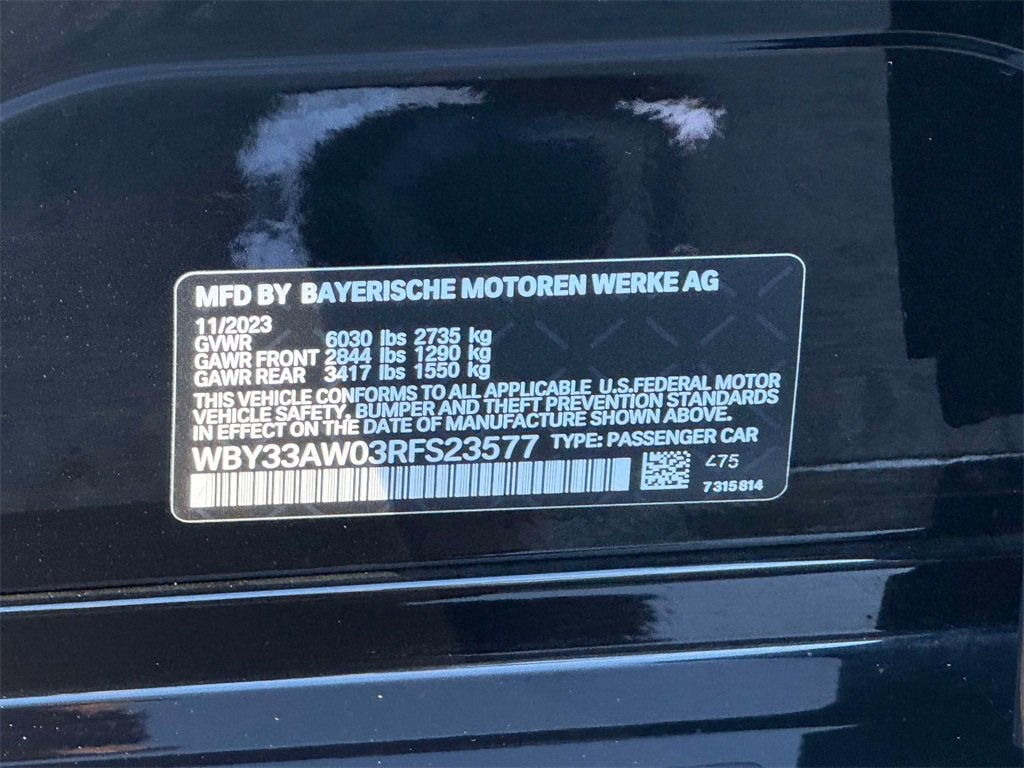 MFD BY BAYERISCHE MOTOREN WERKE AG
11/2023
GVWR 6030 lbs 2735 kg
GAWR FRONT 2844 lbs 1290 kg
GAWR REAR 3417 lbs 1550 kg
THIS VEHICLE CONFORMS TO ALL APPLICABLE U.S.FEDERAL MOTOR
VEHICLE SAFETY, BUMPER AND THEFT PREVENTION STANDARDS
IN EFFECT ON THE DATE OF MANUFACTURE SHOWN ABOVE.
WBY33AW03RFS23577 TYPE: PASSENGER CAR
475
7315814